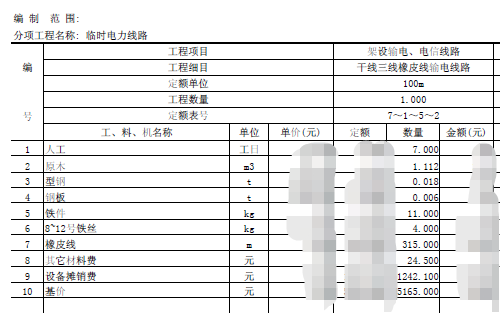 编 制 范 围:
分项工程名称: 临时电力线路
编号 工程项目 架设输电、电信线路
工程细目 干线三线橡皮线输电线路
定额单位 100m
工程数量 1.000
定额表号 7～1～5～2
工、料、机名称 单位 单价(元) 定额 数量 金额(元)
1 人工 工日 7.000
2 原木 m3 1.112
3 型钢 t 0.018
4 钢板 t 0.006
5 铁件 kg 11.000
6 8~12号铁丝 kg 4.000
7 橡皮线 m 315.000
8 其它材料费 元 24.500
9 设备摊销费 元 1242.100
10 基价 元 5165.000